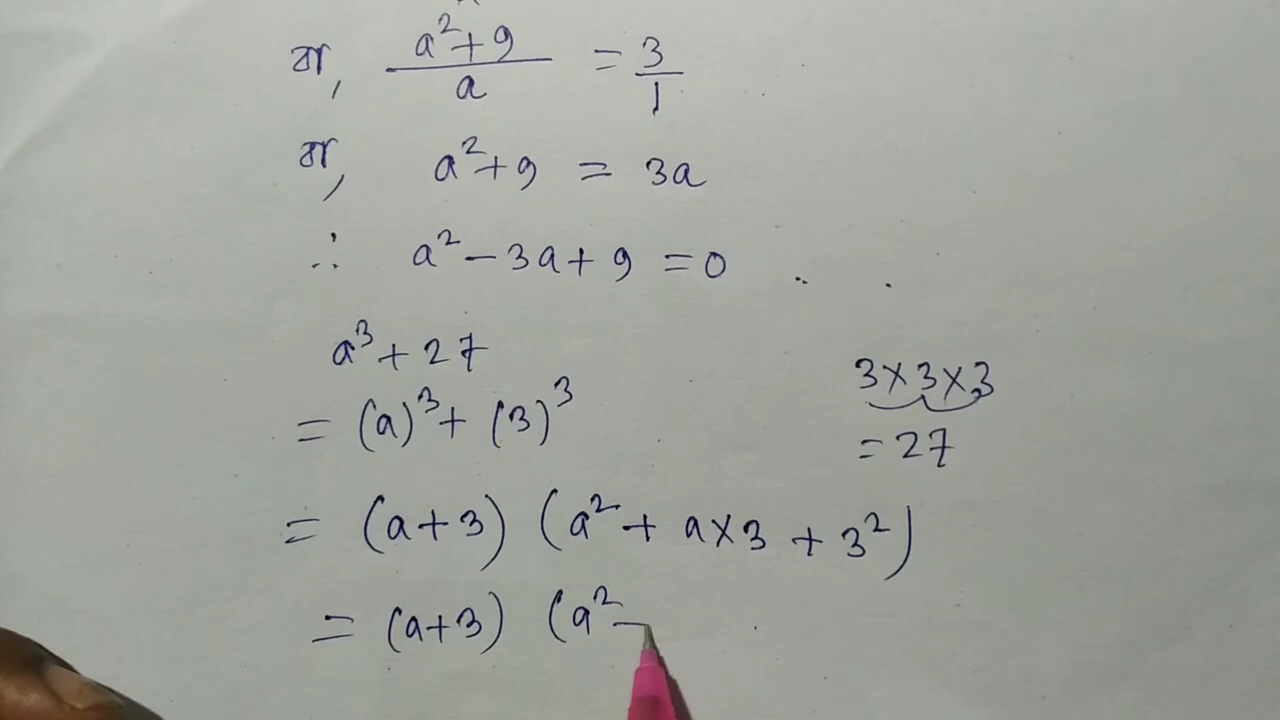 বা, a²+9/a = 3/1
বা, a²+9 = 3a
∴ a²-3a+9 =0
a³+27
= (a)³+ (3)³
3×3×3
=27
= (a+3) (a²+ a×3 + 3²)
= (a+3) (a²-